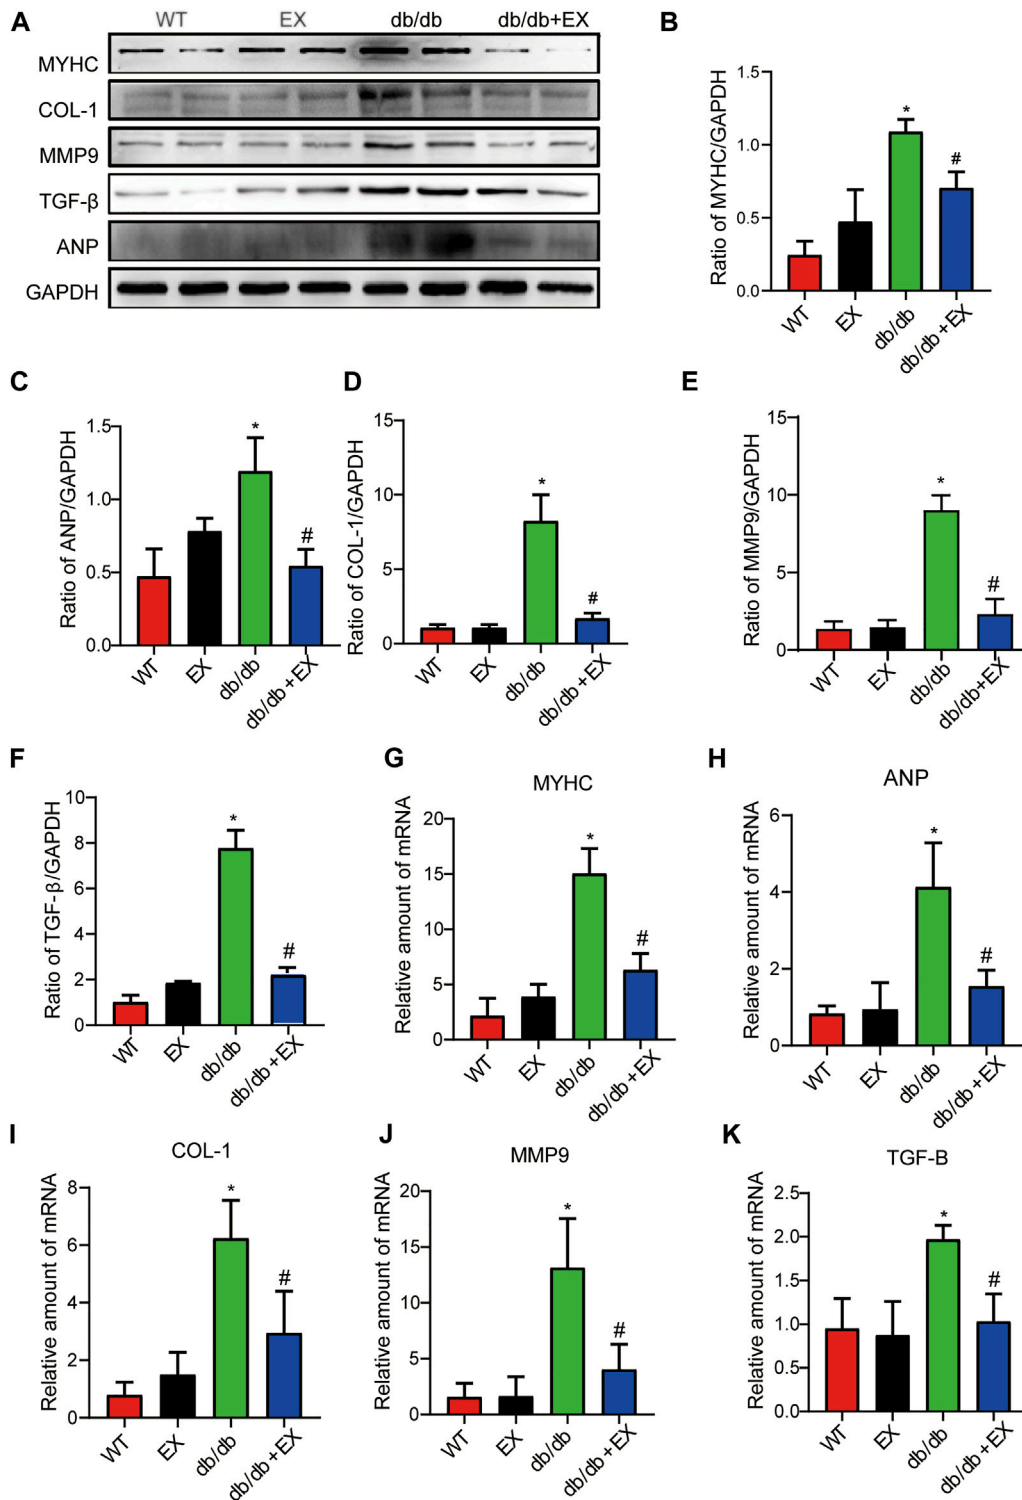 A
WT EX db/db db/db+EX
MYHC
COL-1
MMP9
TGF-β
ANP
GAPDH
B
Ratio of MYHC/GAPDH
1.5
1.0
0.5
0.0
*
#
WT EX db/db db/db+EX
C
Ratio of ANP/GAPDH
1.5
1.0
0.5
0.0
*
#
WT EX db/db db/db+EX
D
Ratio of COL-1/GAPDH
15
10
5
0
*
#
WT EX db/db db/db+EX
E
Ratio of MMP9/GAPDH
15
10
5
0
*
#
WT EX db/db db/db+EX
F
Ratio of TGF-β/GAPDH
10
8
6
4
2
0
*
#
WT EX db/db db/db+EX
G
MYHC
Relative amount of mRNA
20
15
10
5
0
*
#
WT EX db/db db/db+EX
H
ANP
Relative amount of mRNA
6
4
2
0
*
#
WT EX db/db db/db+EX
I
COL-1
Relative amount of mRNA
8
6
4
2
0
*
#
WT EX db/db db/db+EX
J
MMP9
Relative amount of mRNA
20
15
10
5
0
*
#
WT EX db/db db/db+EX
K
TGF-B
Relative amount of mRNA
2.5
2.0
1.5
1.0
0.5
0.0
*
#
WT EX db/db db/db+EX